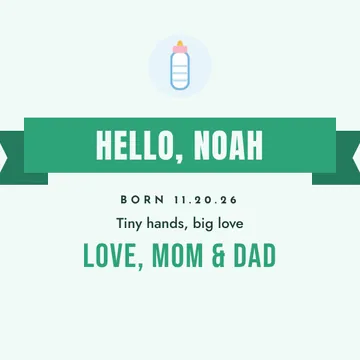 HELLO, NOAH
BORN 11.20.26
Tiny hands, big love
LOVE, MOM & DAD